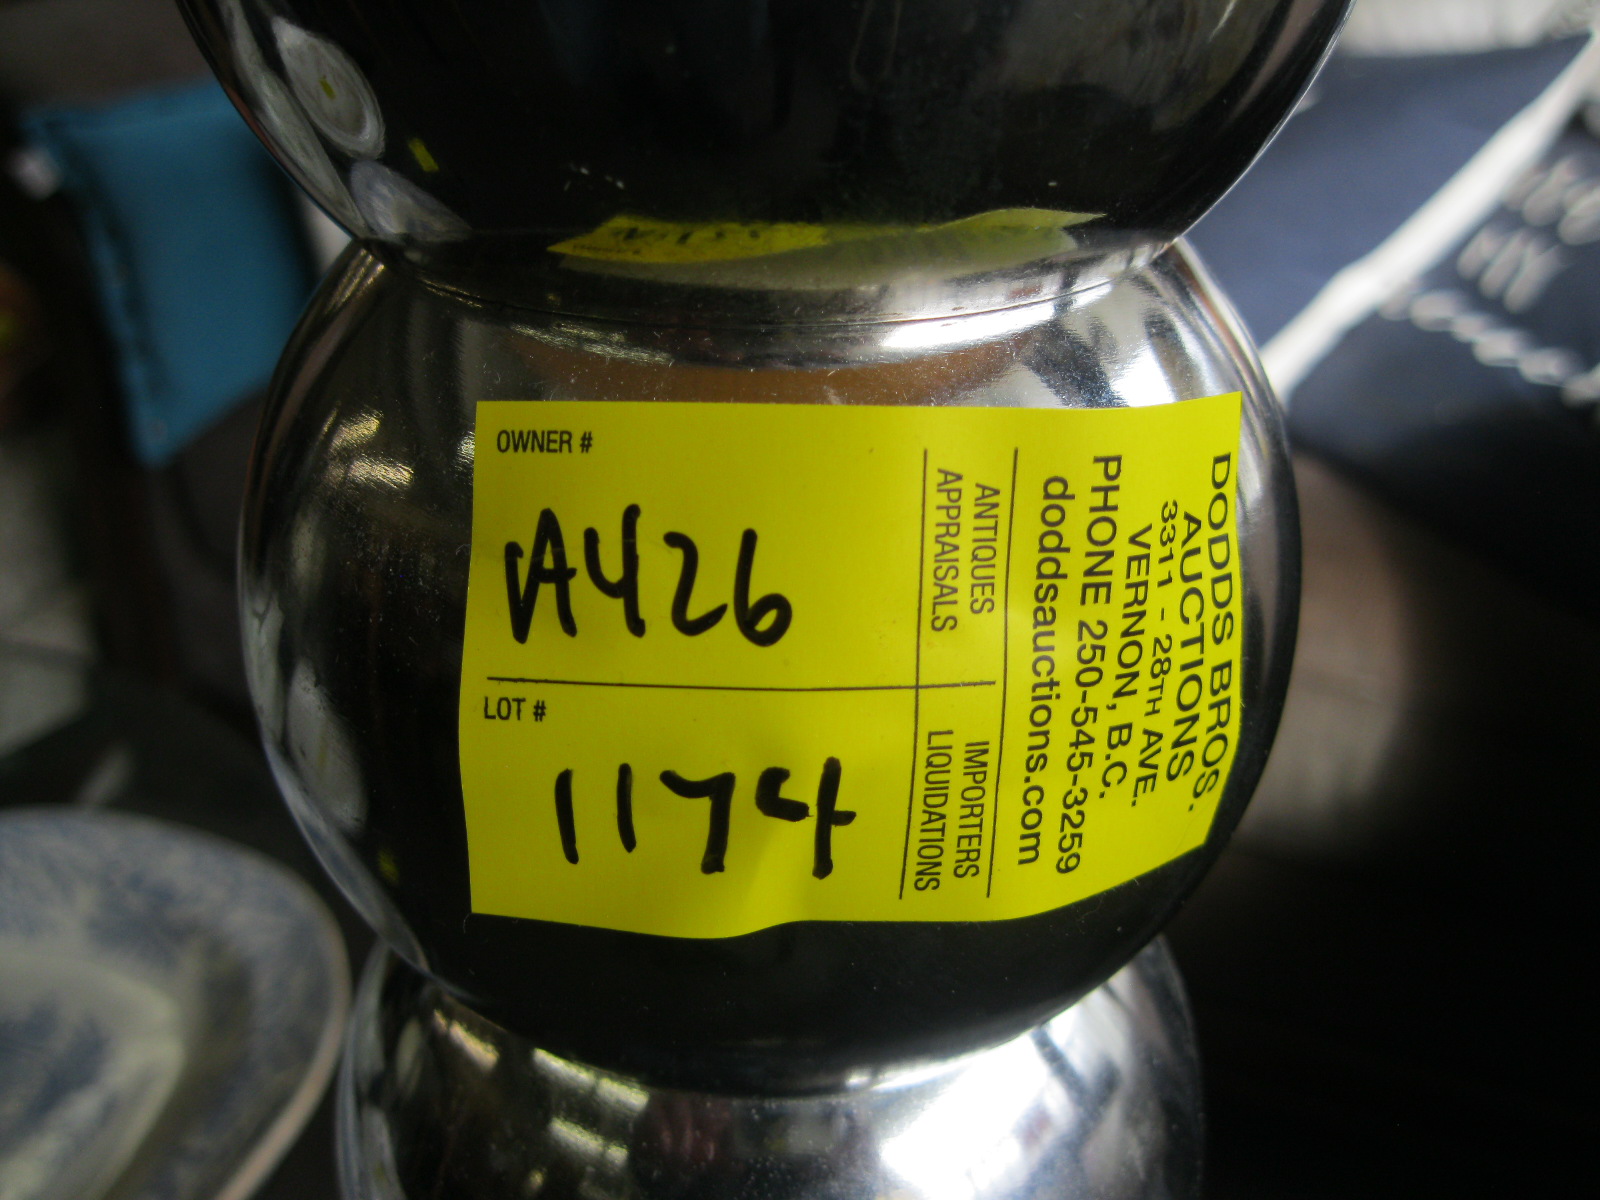 OWNER #
A426
LOT #
1174
ANTIQUES
APPRAISALS
IMPORTERS
LIQUIDATIONS
DODDS BROS.
AUCTIONS
3311 - 28TH AVE.
VERNON, B.C.
PHONE 250-545-3259
doddsauctions.com